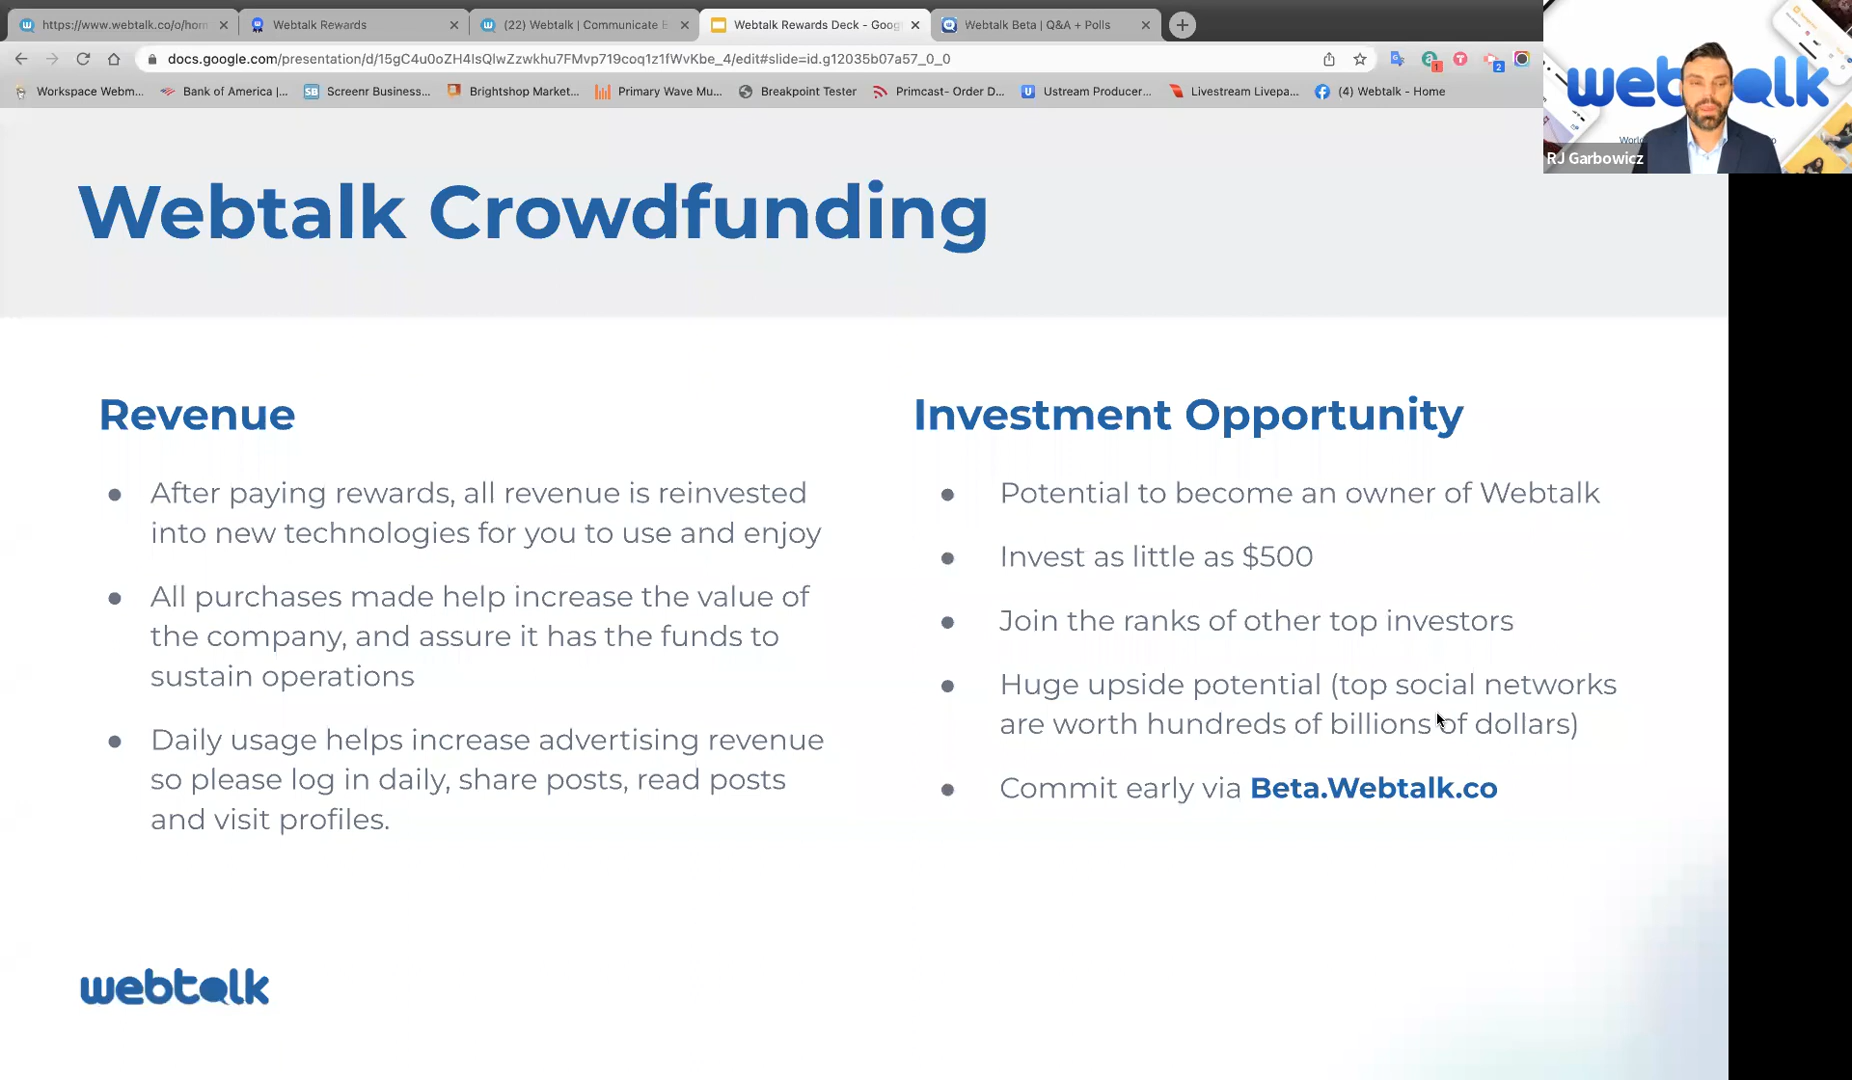 https://www.webtalk.co/o/hom
Webtalk Rewards
(22) Webtalk | Communicate E
Webtalk Rewards Deck - Goog
Webtalk Beta | Q&A + Polls
docs.google.com/presentation/d/15gC4u0oZH4IsQIwZzwkhu7FMvp719coq1z1fWvKbe_4/edit#slide=id.g12035b07a57_0_0
Workspace Webm...
Bank of America |...
SB
Screenr Business...
Brightshop Market...
Primary Wave Mu...
Breakpoint Tester
Primcast- Order D...
Ustream Producer...
Livestream Livepa...
(4) Webtalk - Home
RJ Garbowicz
Webtalk Crowdfunding
Revenue
● After paying rewards, all revenue is reinvested
into new technologies for you to use and enjoy
● All purchases made help increase the value of
the company, and assure it has the funds to
sustain operations
● Daily usage helps increase advertising revenue
so please log in daily, share posts, read posts
and visit profiles.
Investment Opportunity
● Potential to become an owner of Webtalk
● Invest as little as $500
● Join the ranks of other top investors
● Huge upside potential (top social networks
are worth hundreds of billions of dollars)
● Commit early via Beta.Webtalk.co
webtalk